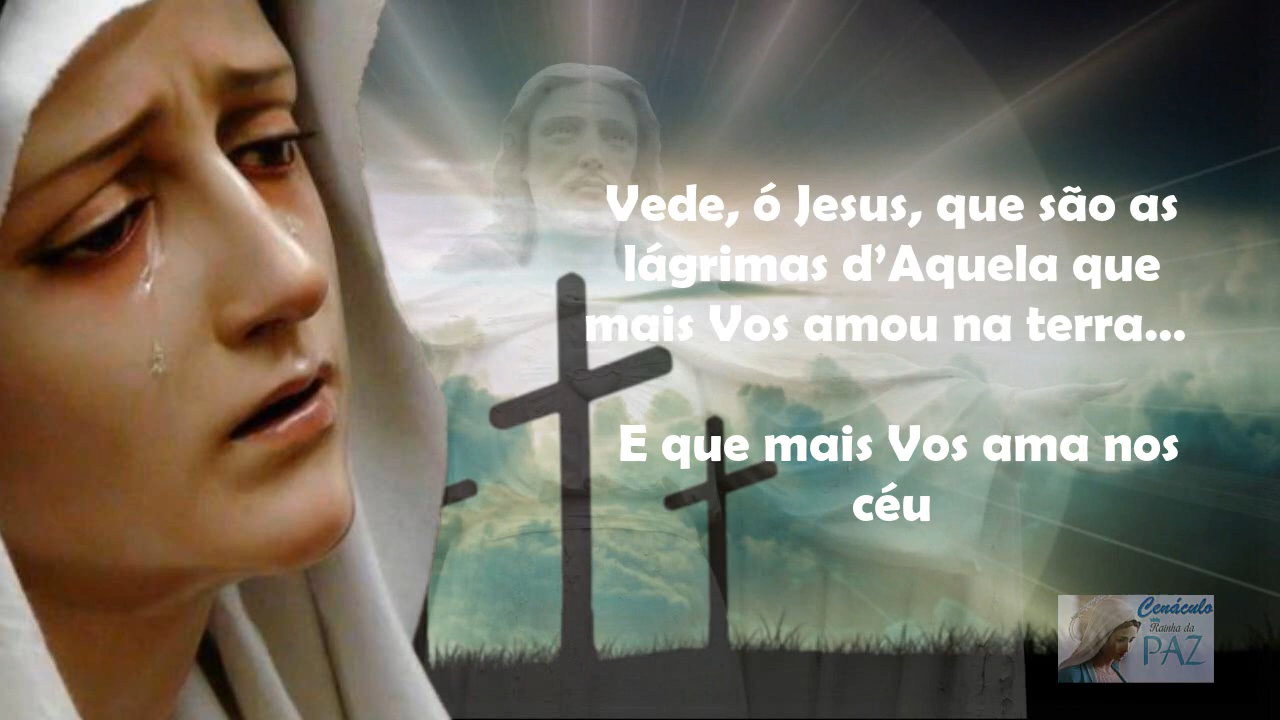 Vede, ó Jesus, que são as
lágrimas d’Aquela que
mais Vos amou na terra...
E que mais Vos ama nos
céu
Cenáculo
Rainha da
PAZ